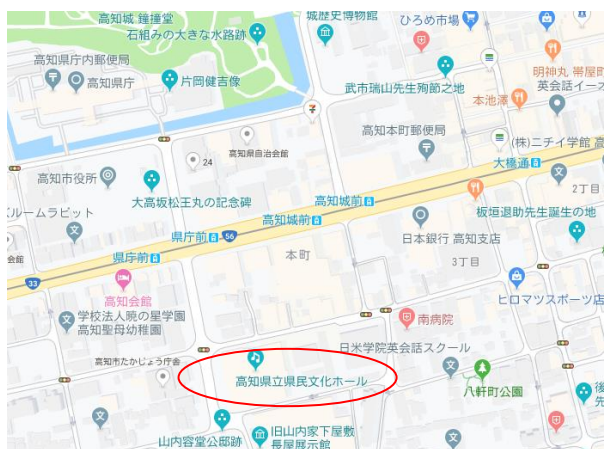 高知城 鐘撞堂
石組みの大きな水路跡
城歴史博物館
ひろめ市場
高知県庁内郵便局
高知県庁
片岡健吉像
武市瑞山先生殉節之地
明神丸 帯屋町
英会話イーオ
本池澤
高知本町郵便局
(株)ニチイ学館 高
高知県自治会館
24
大橋通
高知市役所
大高坂松王丸の記念碑
高知城前
2丁目
ズルームラビット
高知城前
板垣退助先生誕生の地
県庁前
56
本町
日本銀行 高知支店
県庁前
3丁目
33
高知会館
ヒロマツスポーツ店
学校法人暁の星学園
高知聖母幼稚園
南病院
日米学院英会話スクール
高知市たかじょう庁舎
高知県立県民文化ホール
八軒町公園
後
先
山内容堂公邸跡
旧山内家下屋敷
長屋展示館